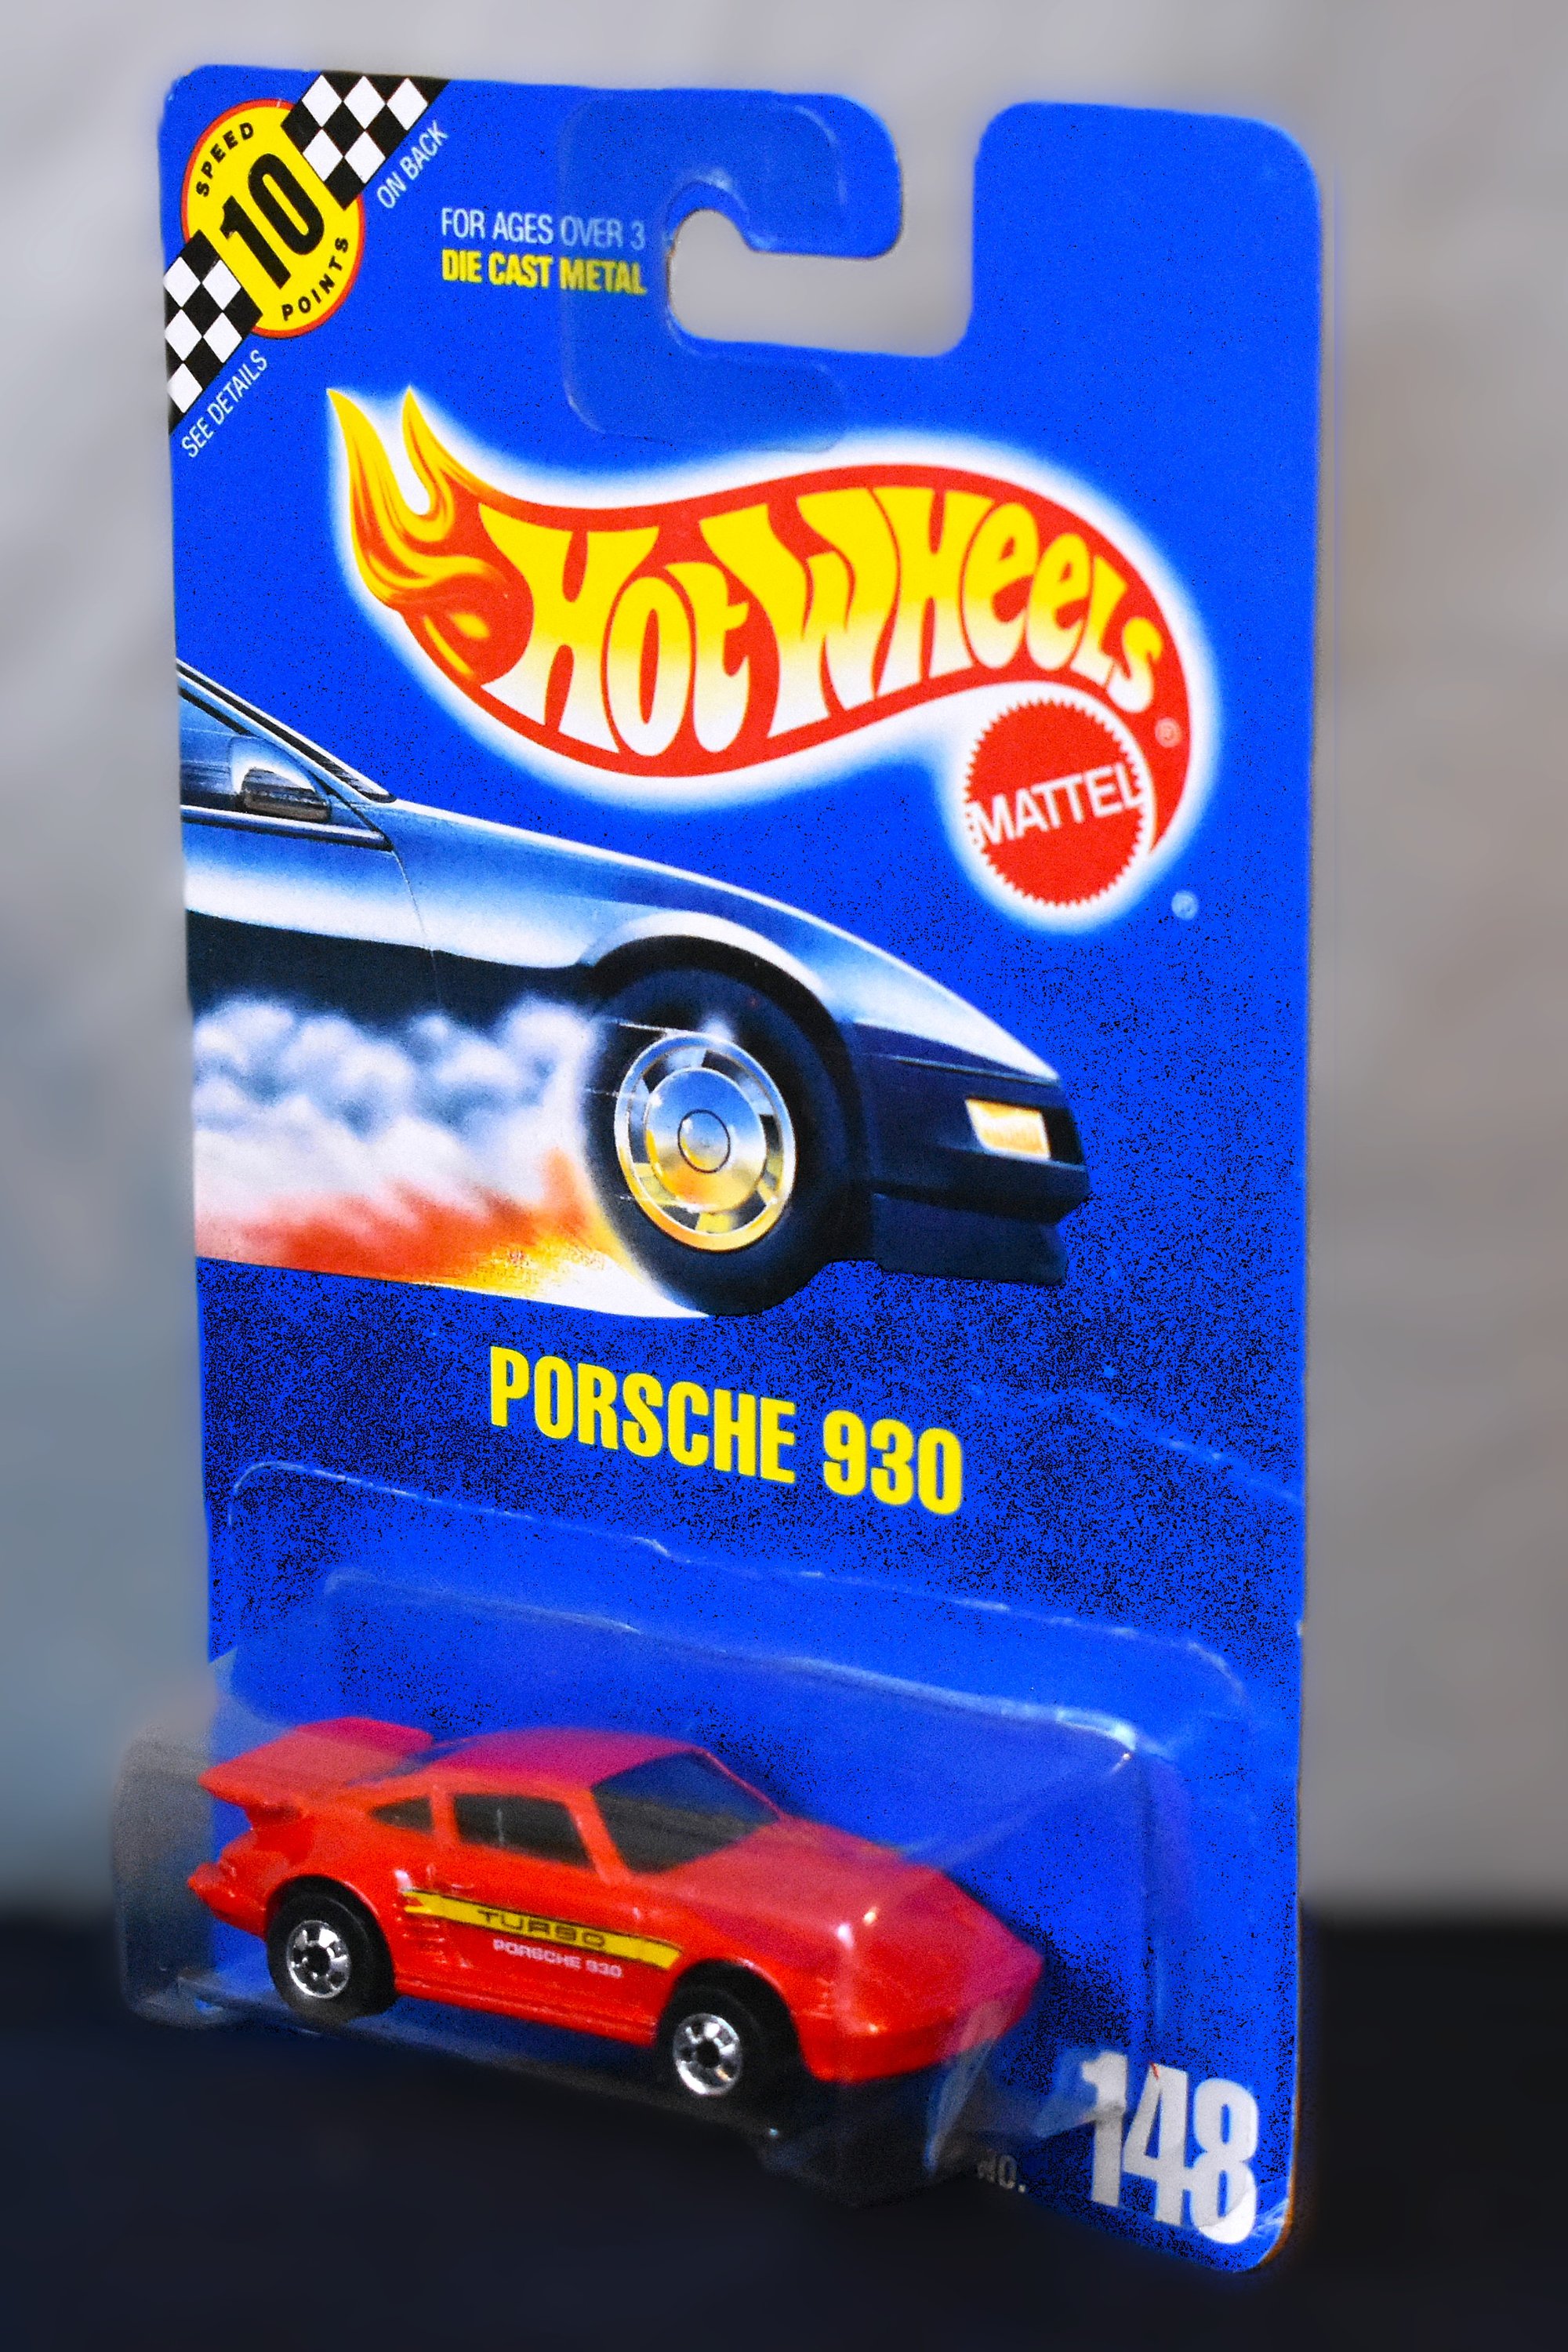 SPEED
10
POINTS
ON BACK
SEE DETAILS
FOR AGES OVER 3
DIE CAST METAL
HOT WHEELS ®
MATTEL
®
PORSCHE 930
TURBO
PORSCHE 930
NO. 148